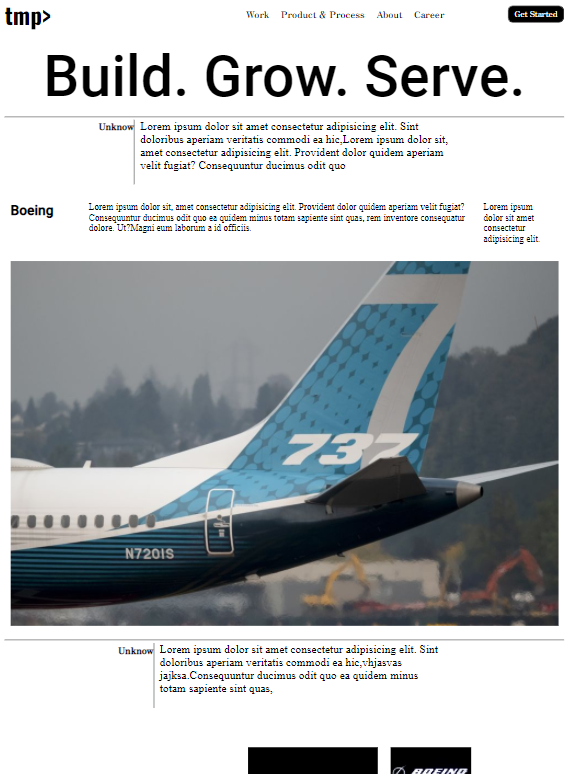 tmp>
Work Product & Process About Career
Get Started
Build. Grow. Serve.
Unknow
Lorem ipsum dolor sit amet consectetur adipisicing elit. Sint
doloribus aperiam veritatis commodi ea hic,Lorem ipsum dolor sit,
amet consectetur adipisicing elit. Provident dolor quidem aperiam
velit fugiat? Consequuntur ducimus odit quo
Boeing
Lorem ipsum dolor sit, amet consectetur adipisicing elit. Provident dolor quidem aperiam velit fugiat?
Consequuntur ducimus odit quo ea quidem minus totam sapiente sint quas, rem inventore consequatur
dolore. Ut?Magni eum laborum a id officiis.
Lorem ipsum
dolor sit amet
consectetur
adipisicing elit.
7
737
N7201S
Unknow
Lorem ipsum dolor sit amet consectetur adipisicing elit. Sint
doloribus aperiam veritatis commodi ea hic,vhjasvas
jajksa.Consequuntur ducimus odit quo ea quidem minus
totam sapiente sint quas,
BOEING